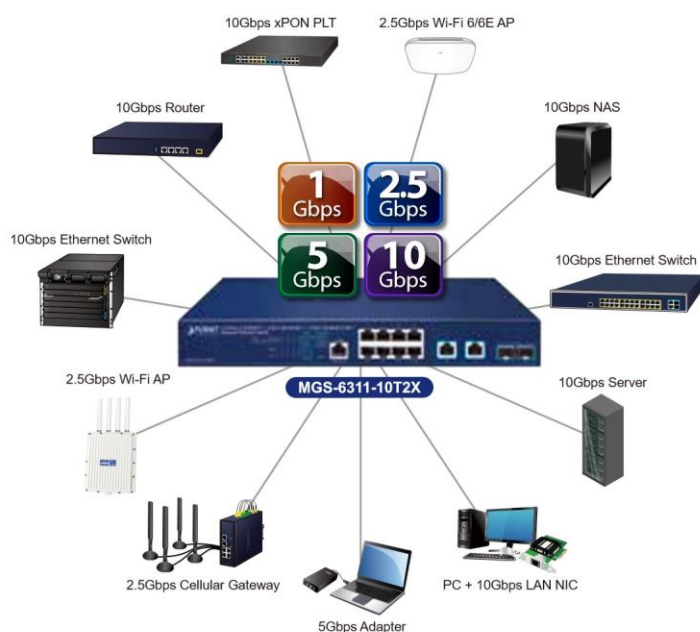 10Gbps xPON PLT
2.5Gbps Wi-Fi 6/6E AP
10Gbps Router
10Gbps NAS
1
Gbps
2.5
Gbps
5
Gbps
10
Gbps
10Gbps Ethernet Switch
10Gbps Ethernet Switch
PLANET
MGS-6311-10T2X
2.5Gbps Wi-Fi AP
10Gbps Server
2.5Gbps Cellular Gateway
5Gbps Adapter
PC + 10Gbps LAN NIC